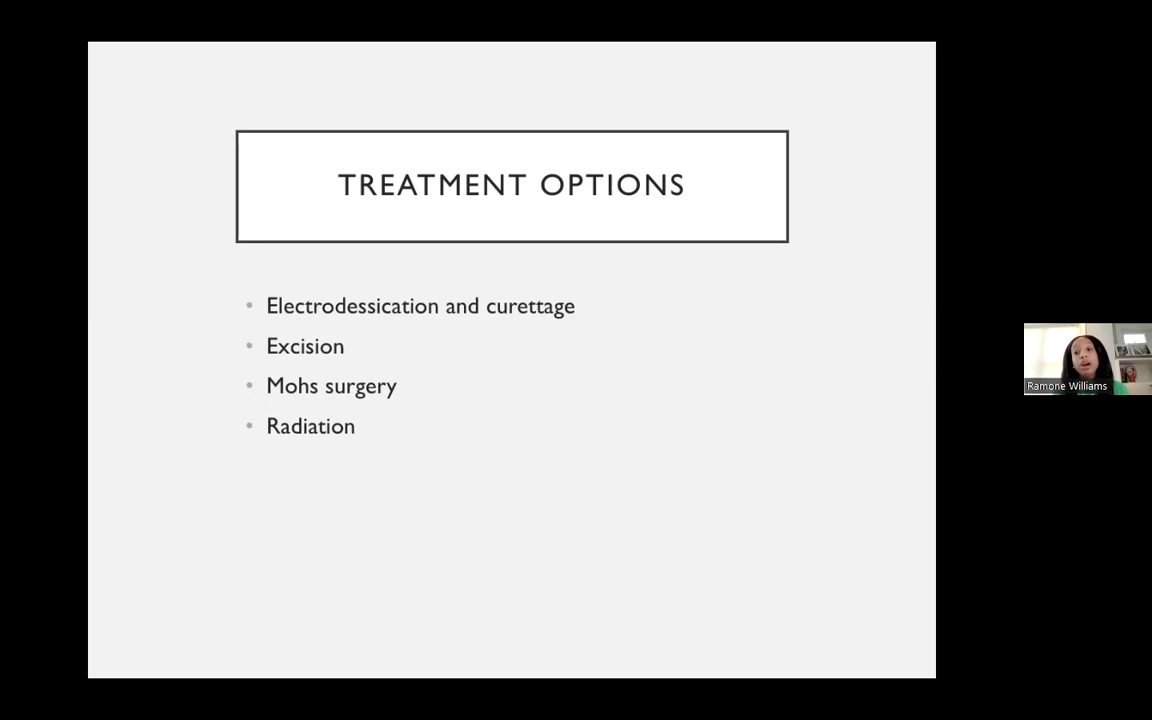 TREATMENT OPTIONS
• Electrodessication and curettage
• Excision
• Mohs surgery
• Radiation
Ramone Williams